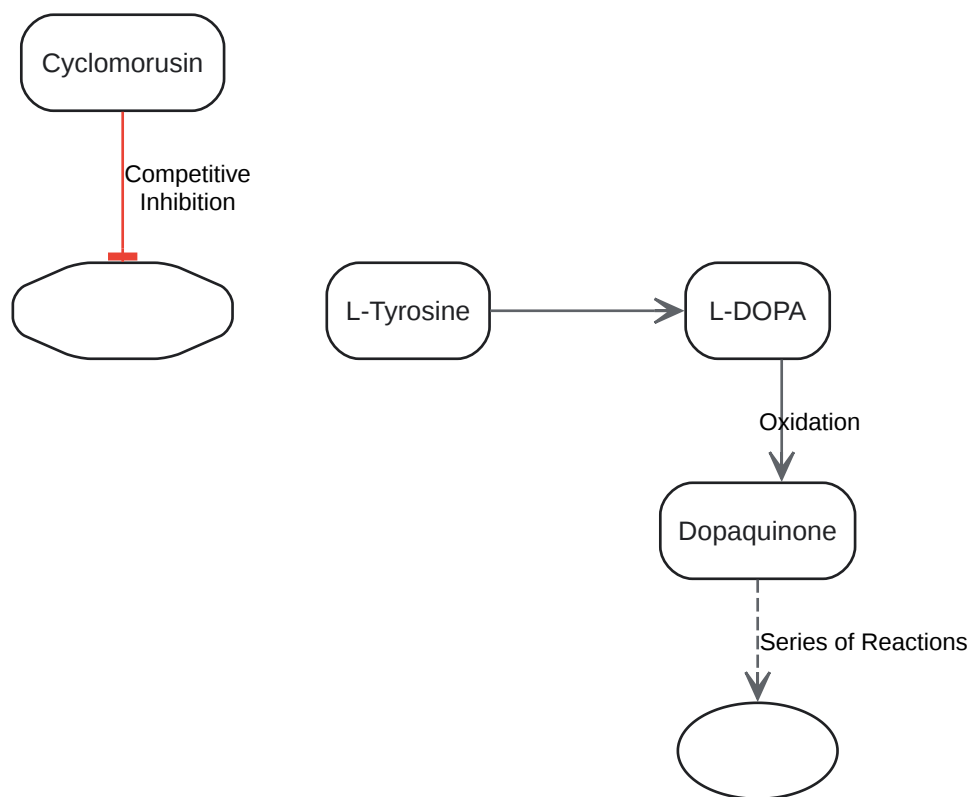 Cyclomorusin
Competitive
Inhibition
L-Tyrosine
L-DOPA
Oxidation
Dopaquinone
Series of Reactions